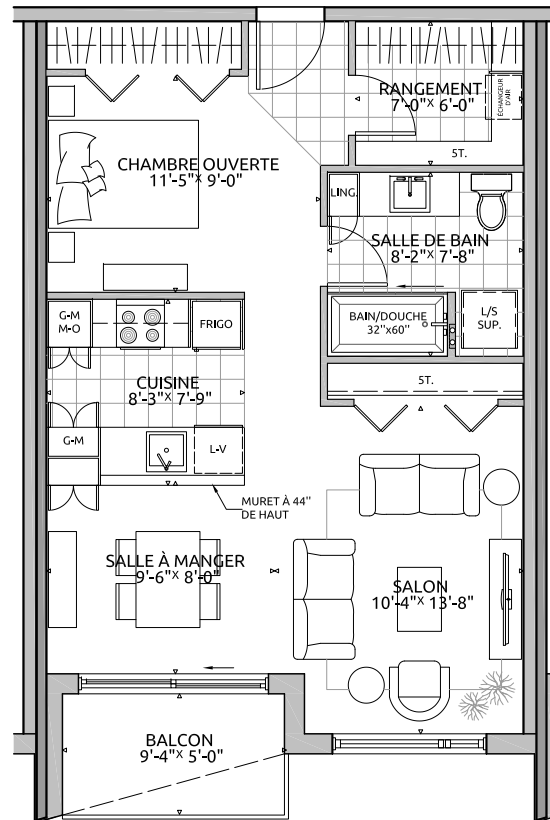 RANGEMENT
7'-0"X 6'-0"
ÉCHANGEUR
D'AIR
5T.
CHAMBRE OUVERTE
11'-5"X 9'-0"
LING.
SALLE DE BAIN
8'-2"X 7'-8"
G-M
M-O
FRIGO
BAIN/DOUCHE
32"x60"
L/S
SUP.
CUISINE
8'-3"X 7'-9"
5T.
G-M
L-V
MURET À 44"
DE HAUT
SALLE À MANGER
9'-6"X 8'-0"
SALON
10'-4"X 13'-8"
BALCON
9'-4"X 5'-0"